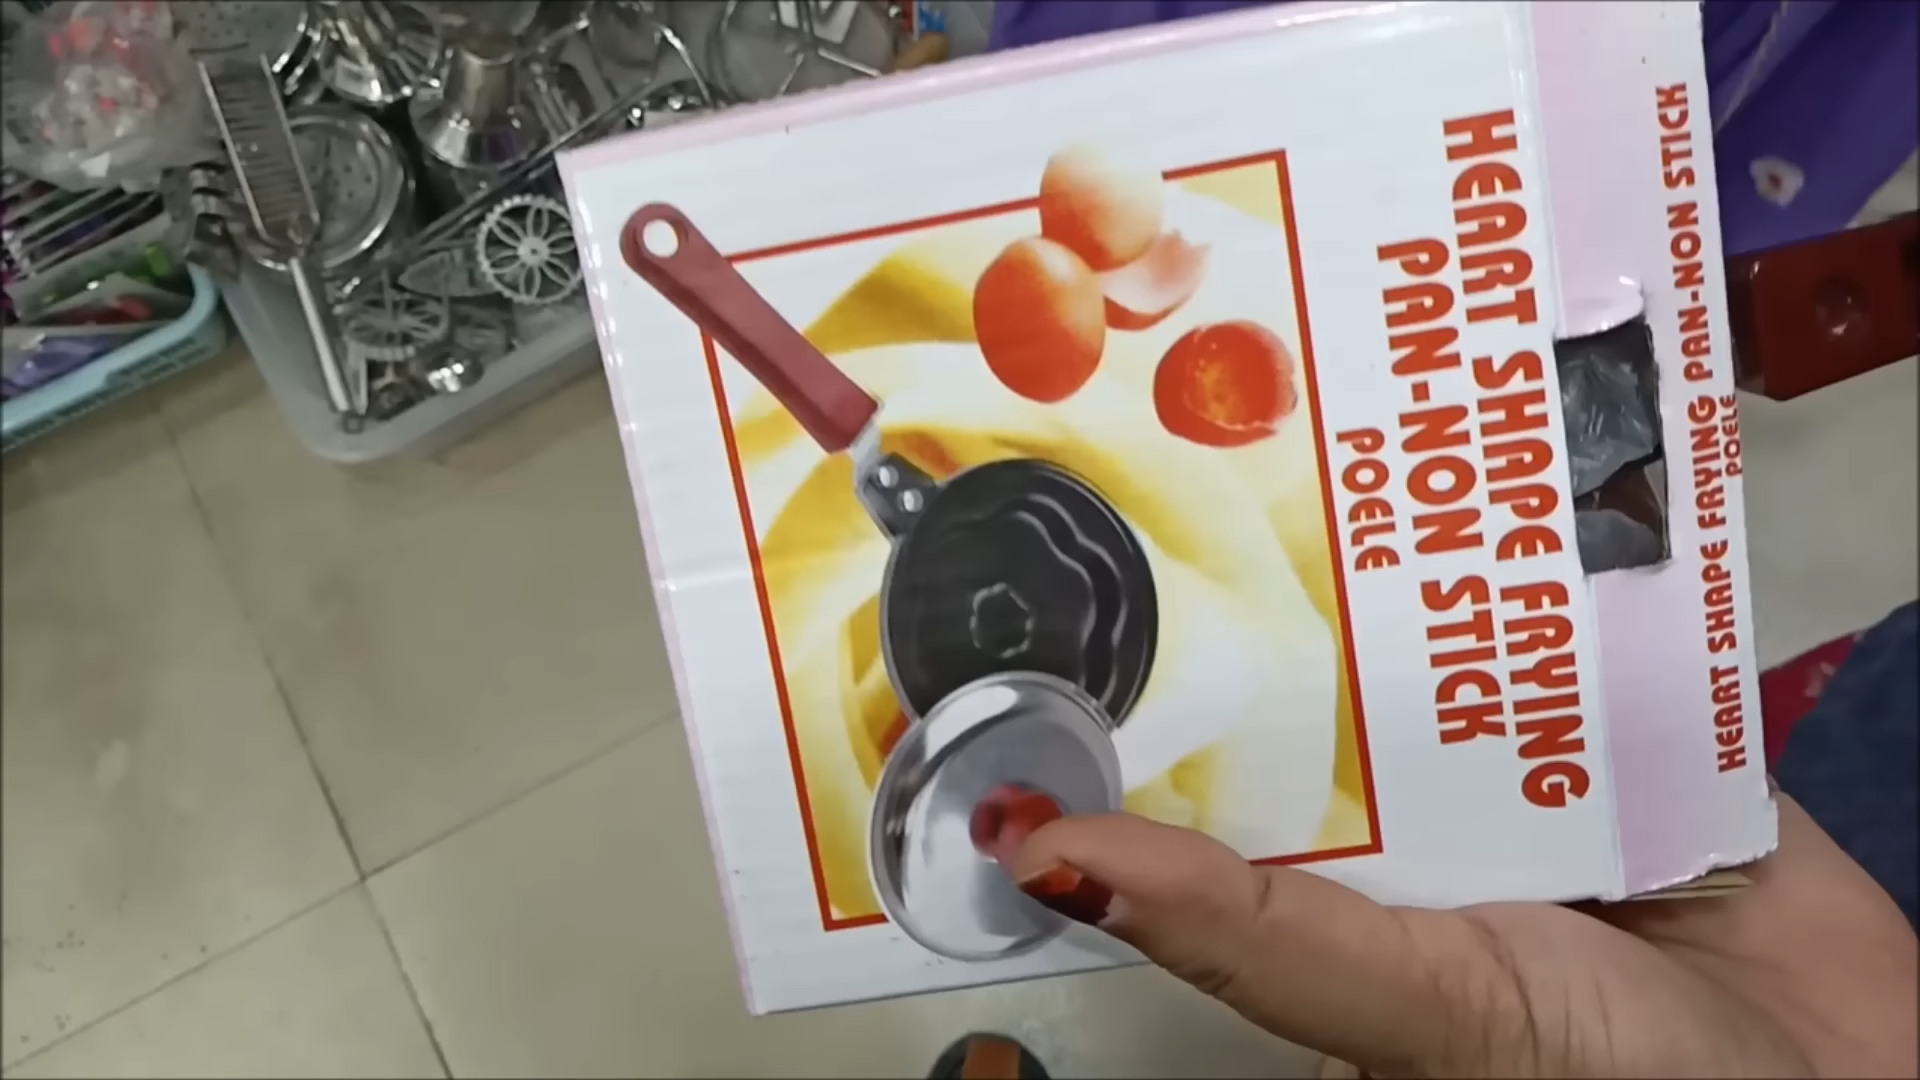 HEART SHAPE FRYING
PAN-NON STICK
POELE
HEART SHAPE FRYING PAN-NON STICK
POELE